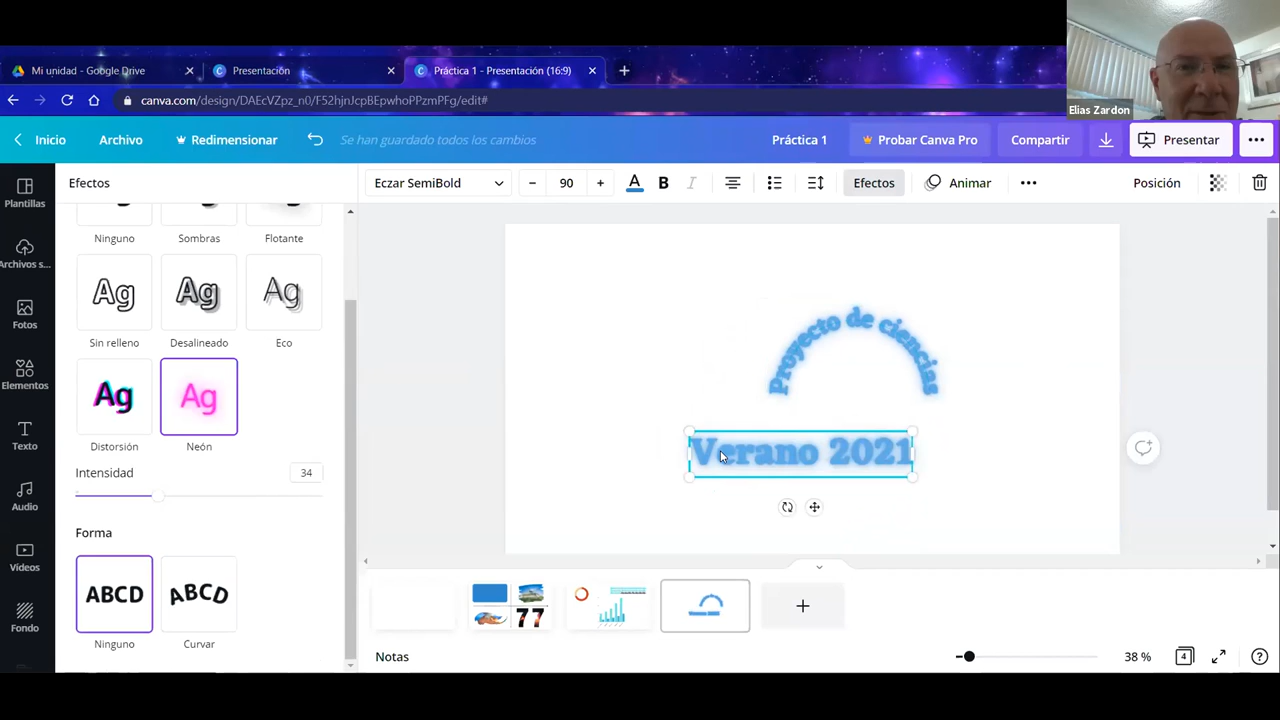 Mi unidad - Google Drive
Presentación
Práctica 1 - Presentación (16:9)
canva.com/design/DAEcVZpz_n0/F52hjnJcpBEpwhoPPzmPFg/edit#
Elias Zardon
Inicio
Archivo
Redimensionar
Se han guardado todos los cambios
Práctica 1
Probar Canva Pro
Compartir
Presentar
Plantillas
Archivos s...
Fotos
Elementos
Texto
Audio
Vídeos
Fondo
Efectos
Ninguno
Sombras
Flotante
Ag
Ag
Ag
Sin relleno
Desalineado
Eco
Ag
Ag
Distorsión
Neón
Intensidad
34
Forma
ABCD
ABCD
Ninguno
Curvar
Eczar SemiBold
90
A
B
I
Efectos
Animar
Posición
Proyecto de ciencias
Verano 2021
77
Notas
38 %
4